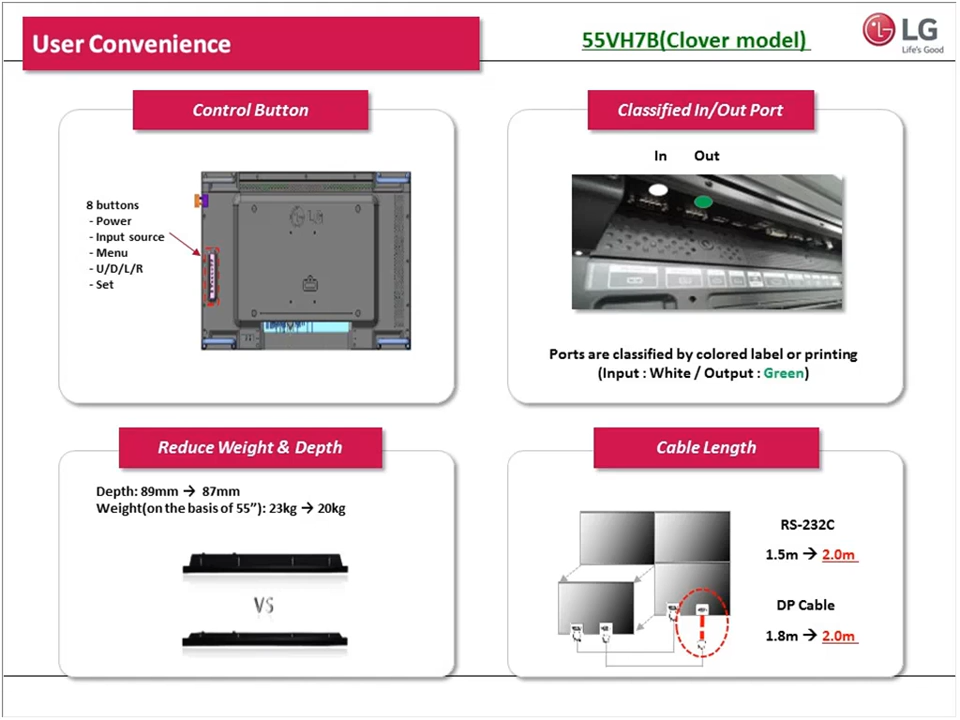 User Convenience
55VH7B(Clover model)
LG
Life's Good
Control Button
8 buttons
- Power
- Input source
- Menu
- U/D/L/R
- Set
LG
Classified In/Out Port
In Out
Ports are classified by colored label or printing
(Input : White / Output : Green)
Reduce Weight & Depth
Depth: 89mm → 87mm
Weight(on the basis of 55”): 23kg → 20kg
VS
Cable Length
RS-232C
1.5m → 2.0m
DP Cable
1.8m → 2.0m